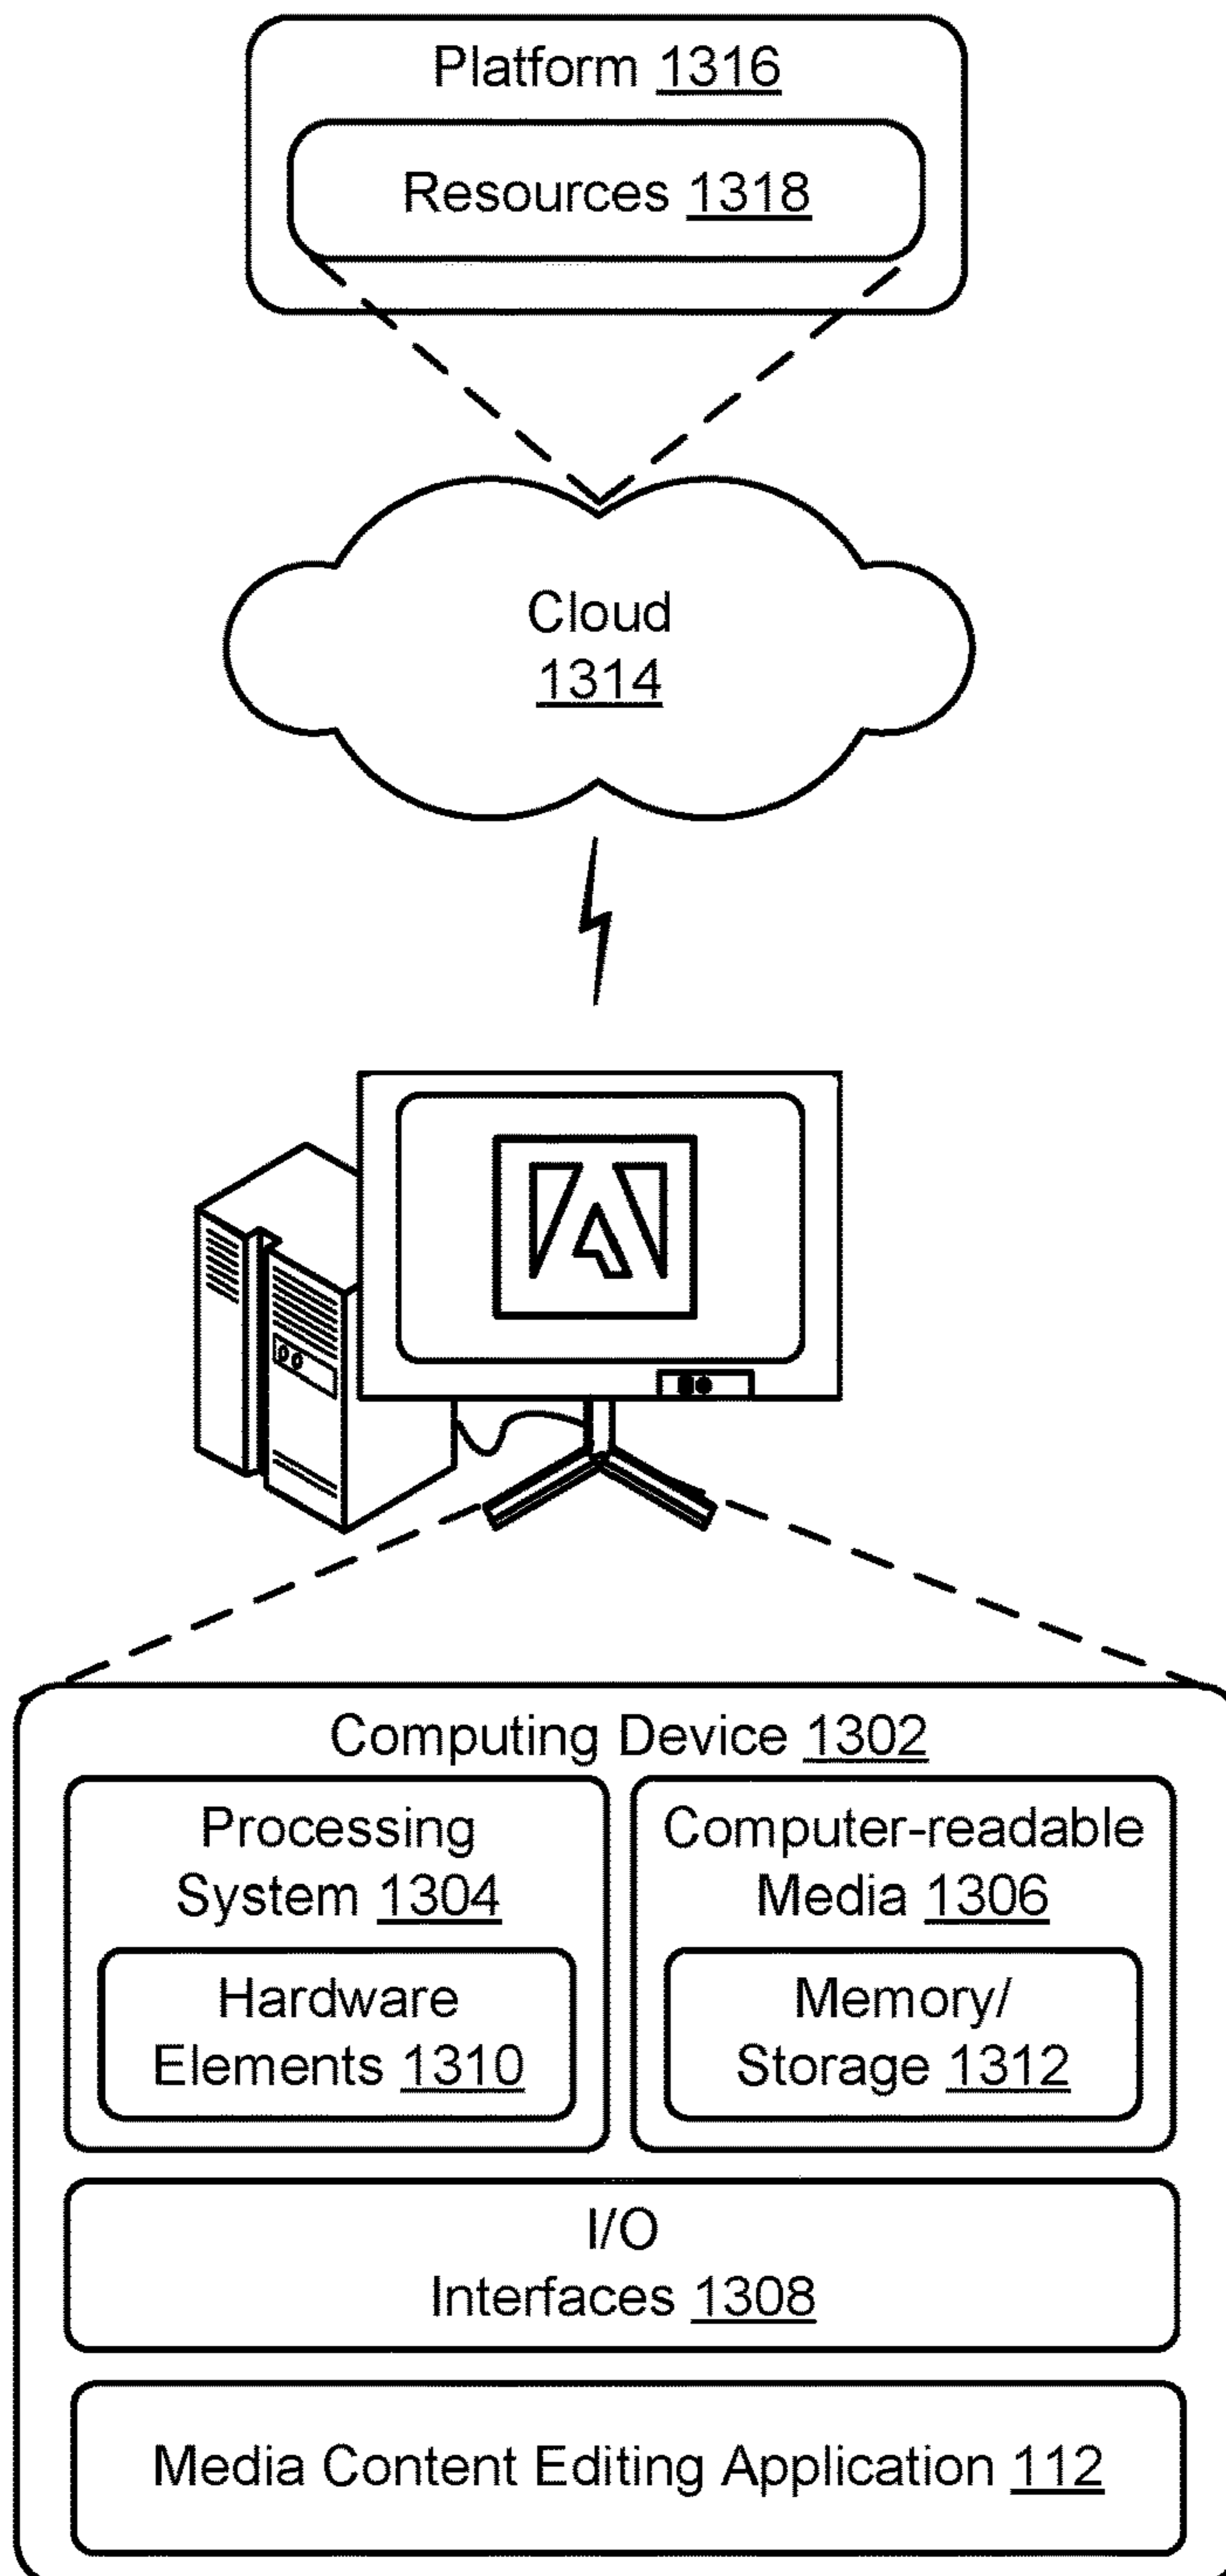 Platform 1316
Resources 1318
Cloud
1314
Computing Device 1302
Processing
System 1304
Hardware
Elements 1310
Computer-readable
Media 1306
Memory/
Storage 1312
I/O
Interfaces 1308
Media Content Editing Application 112